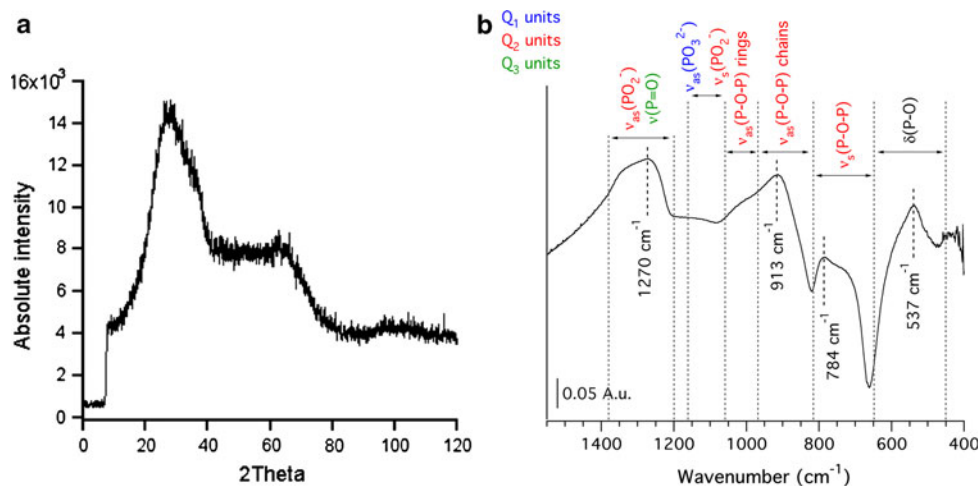 a
16x10³
14
12
10
8
6
4
2
0
Absolute intensity
0 20 40 60 80 100 120
2Theta
b
Q₁ units
Q₂ units
Q₃ units
νas(PO₂⁻)
ν(P=O)
νas(PO₃²⁻)
νs(PO₂⁻)
νas(P-O-P) rings
νas(P-O-P) chains
νs(P-O-P)
δ(P-O)
1270 cm⁻¹
913 cm⁻¹
784 cm⁻¹
537 cm⁻¹
0.05 A.u.
1400 1200 1000 800 600 400
Wavenumber (cm⁻¹)